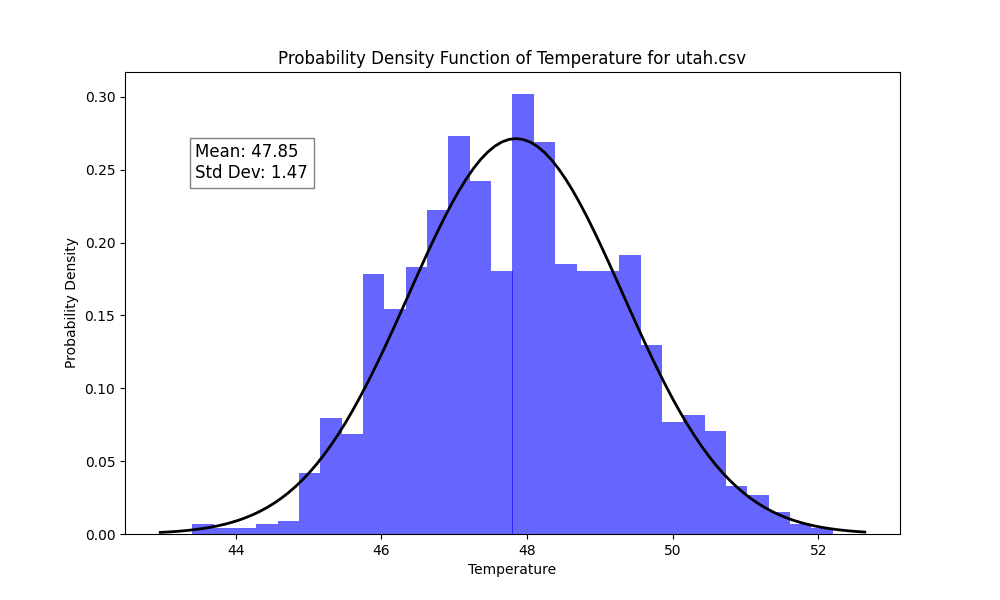 Probability Density Function of Temperature for utah.csv
0.30
0.25
0.20
0.15
0.10
0.05
0.00
Probability Density
Mean: 47.85
Std Dev: 1.47
44 46 48 50 52
Temperature